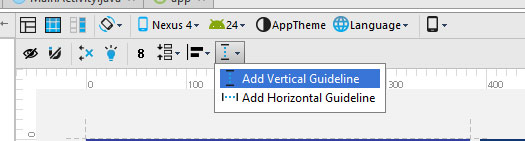 MainActivity.java app
Nexus 4 24 AppTheme Language
8
Add Vertical Guideline
Add Horizontal Guideline
0 100 300 400
0